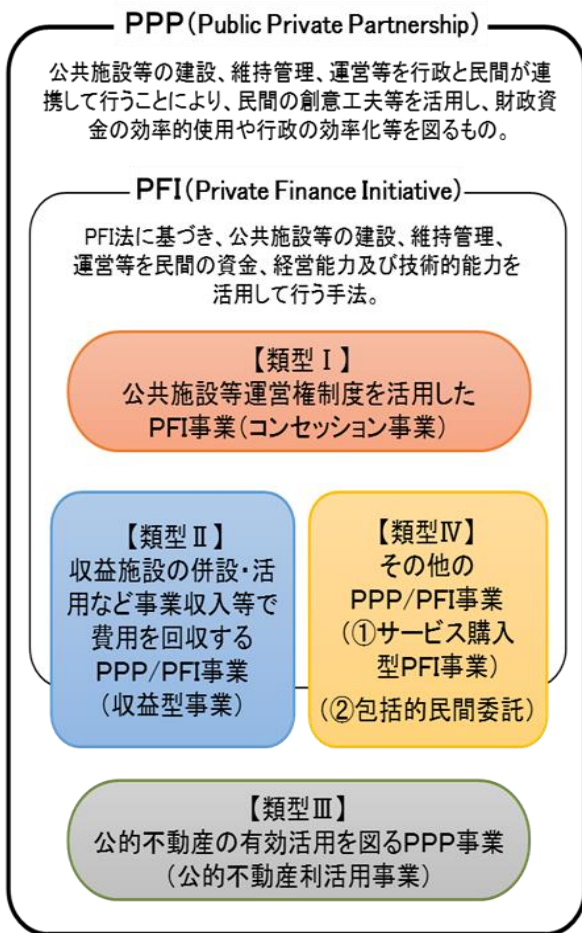 PPP(Public Private Partnership)
公共施設等の建設、維持管理、運営等を行政と民間が連
携して行うことにより、民間の創意工夫等を活用し、財政資
金の効率的使用や行政の効率化等を図るもの。
PFI(Private Finance Initiative)
PFI法に基づき、公共施設等の建設、維持管理、
運営等を民間の資金、経営能力及び技術的能力を
活用して行う手法。
【類型Ⅰ】
公共施設等運営権制度を活用した
PFI事業(コンセッション事業)
【類型Ⅱ】
収益施設の併設・活
用など事業収入等で
費用を回収する
PPP/PFI事業
(収益型事業)
【類型Ⅳ】
その他の
PPP/PFI事業
(①サービス購入
型PFI事業)
(②包括的民間委託)
【類型Ⅲ】
公的不動産の有効活用を図るPPP事業
(公的不動産利活用事業)